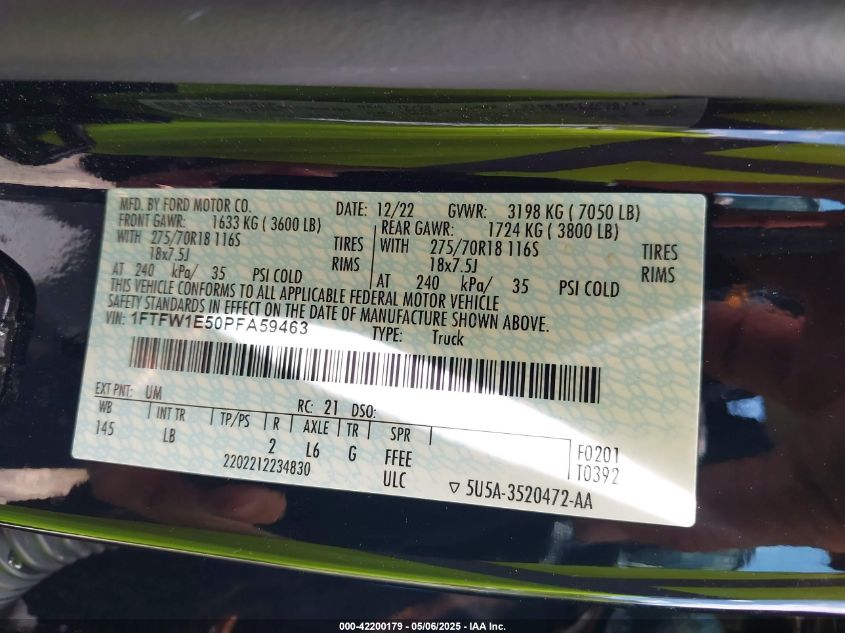 MFD. BY FORD MOTOR CO. DATE: 12/22 GVWR: 3198 KG ( 7050 LB)
FRONT GAWR: 1633 KG ( 3600 LB) REAR GAWR: 1724 KG ( 3800 LB)
WITH 275/70R18 116S TIRES WITH 275/70R18 116S TIRES
18x7.5J RIMS 18x7.5J RIMS
AT 240 kPa/ 35 PSI COLD AT 240 kPa/ 35 PSI COLD
THIS VEHICLE CONFORMS TO ALL APPLICABLE FEDERAL MOTOR VEHICLE
SAFETY STANDARDS IN EFFECT ON THE DATE OF MANUFACTURE SHOWN ABOVE.
VIN: 1FTFW1E50PFA59463 TYPE: Truck
EXT PNT: UM RC: 21 DSO:
WB INT TR TP/PS R AXLE TR SPR
145 LB 2 L6 G FFEE F0201
2202212234830 ULC T0392
5U5A-3520472-AA
000-42200179 - 05/06/2025 - IAA Inc.